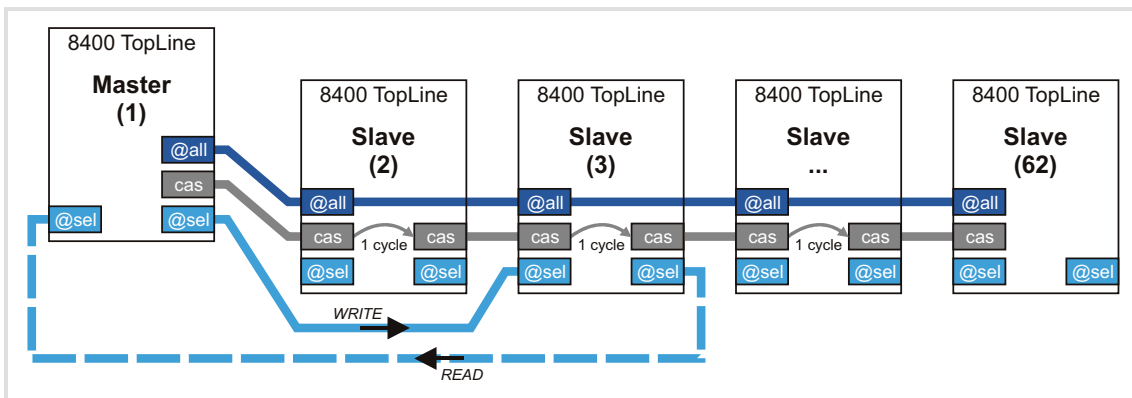 8400 TopLine
Master
(1)
@all
cas
@sel
@sel
8400 TopLine
Slave
(2)
@all
cas
1 cycle
cas
@sel
@sel
8400 TopLine
Slave
(3)
@all
cas
1 cycle
cas
@sel
@sel
8400 TopLine
Slave
...
@all
cas
1 cycle
cas
@sel
@sel
8400 TopLine
Slave
(62)
@all
cas
@sel
WRITE
READ